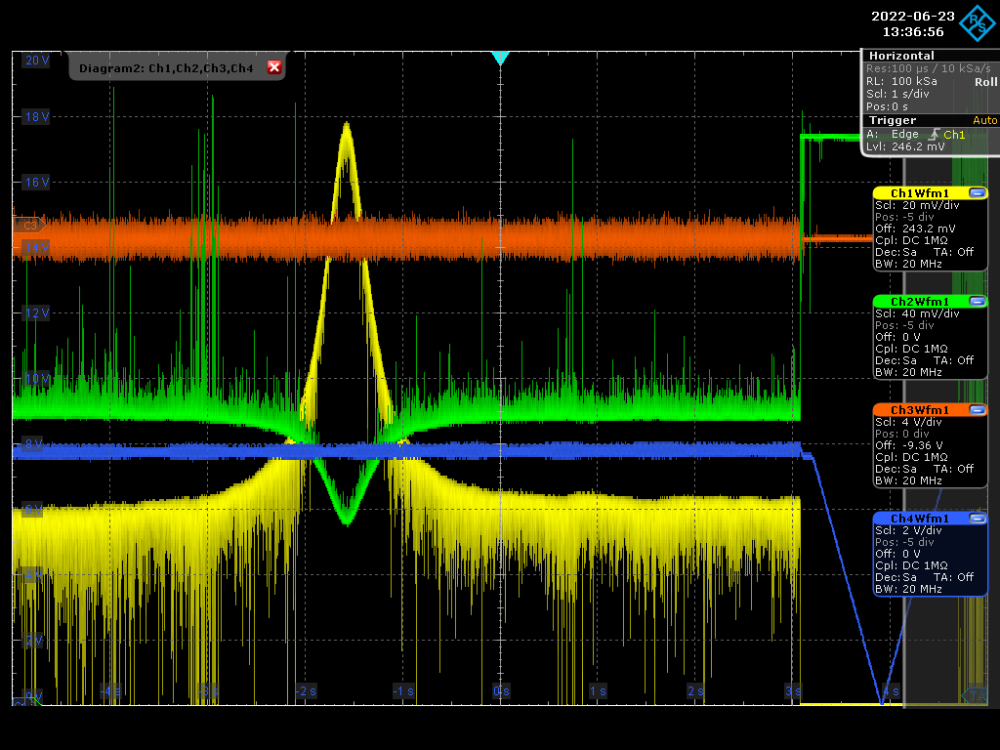 2022-06-23
13:36:56
R S
Diagram2: Ch1,Ch2,Ch3,Ch4
Horizontal
Res:100 µs / 10 kSa/s
RL: 100 kSa Roll
Scl: 1 s/div
Pos:0 s
Trigger Auto
A: Edge Ch1
Lvl: 246.2 mV
Ch1Wfm1
Scl: 20 mV/div
Pos: -5 div
Off: 243.2 mV
Cpl: DC 1MΩ
Dec:Sa TA: Off
BW: 20 MHz
Ch2Wfm1
Scl: 40 mV/div
Pos: -5 div
Off: 0 V
Cpl: DC 1MΩ
Dec:Sa TA: Off
BW: 20 MHz
Ch3Wfm1
Scl: 4 V/div
Pos: 0 div
Off: -9.36 V
Cpl: DC 1MΩ
Dec:Sa TA: Off
BW: 20 MHz
Ch4Wfm1
Scl: 2 V/div
Pos: -5 div
Off: 0 V
Cpl: DC 1MΩ
Dec:Sa TA: Off
BW: 20 MHz
20 V
18 V
16 V
C3
14 V
12 V
10 V
8 V
6 V
4 V
2 V
0 V
-4 s
-3 s
-2 s
-1 s
0 s
1 s
2 s
3 s
4 s
TA